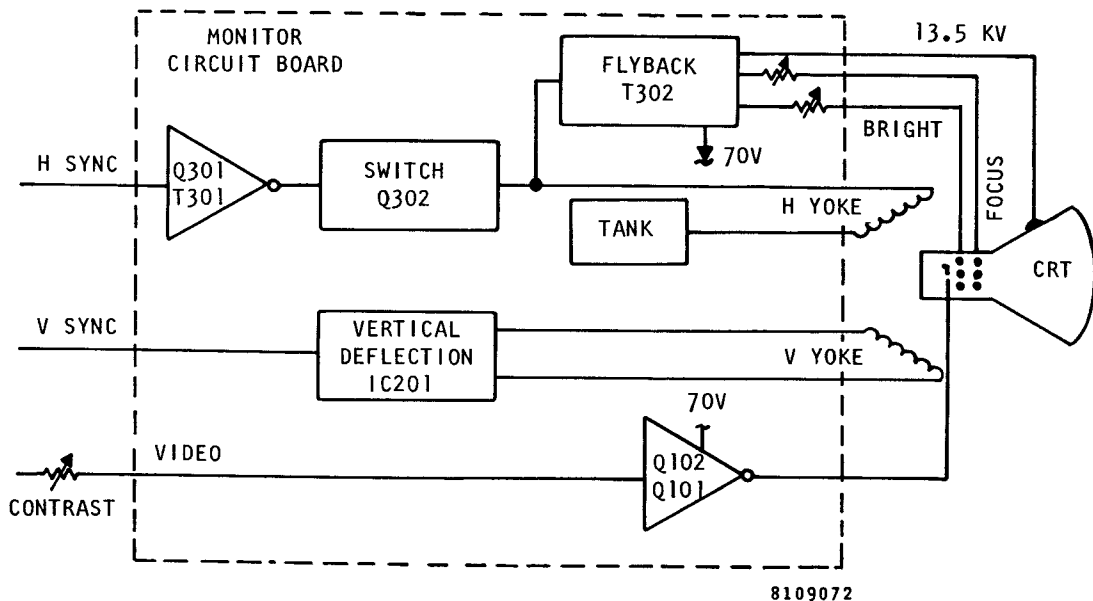 MONITOR
CIRCUIT BOARD
13.5 KV
FLYBACK
T302
BRIGHT
70V
H SYNC
Q301
T301
SWITCH
Q302
H YOKE
FOCUS
TANK
CRT
V SYNC
VERTICAL
DEFLECTION
IC201
V YOKE
70V
VIDEO
Q102
Q101
CONTRAST
8109072